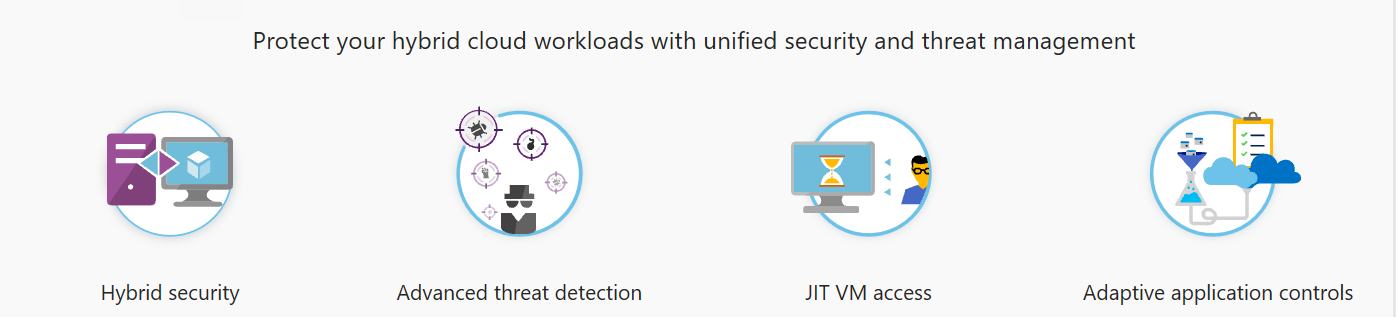 Protect your hybrid cloud workloads with unified security and threat management
Hybrid security
Advanced threat detection
JIT VM access
Adaptive application controls